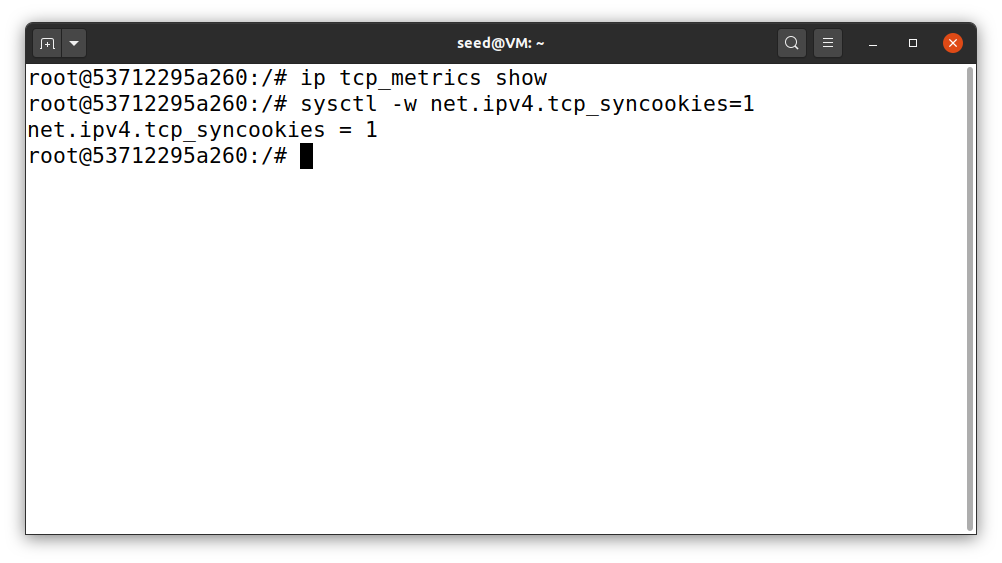 seed@VM: ~
root@53712295a260:/# ip tcp_metrics show
root@53712295a260:/# sysctl -w net.ipv4.tcp_syncookies=1
net.ipv4.tcp_syncookies = 1
root@53712295a260:/#